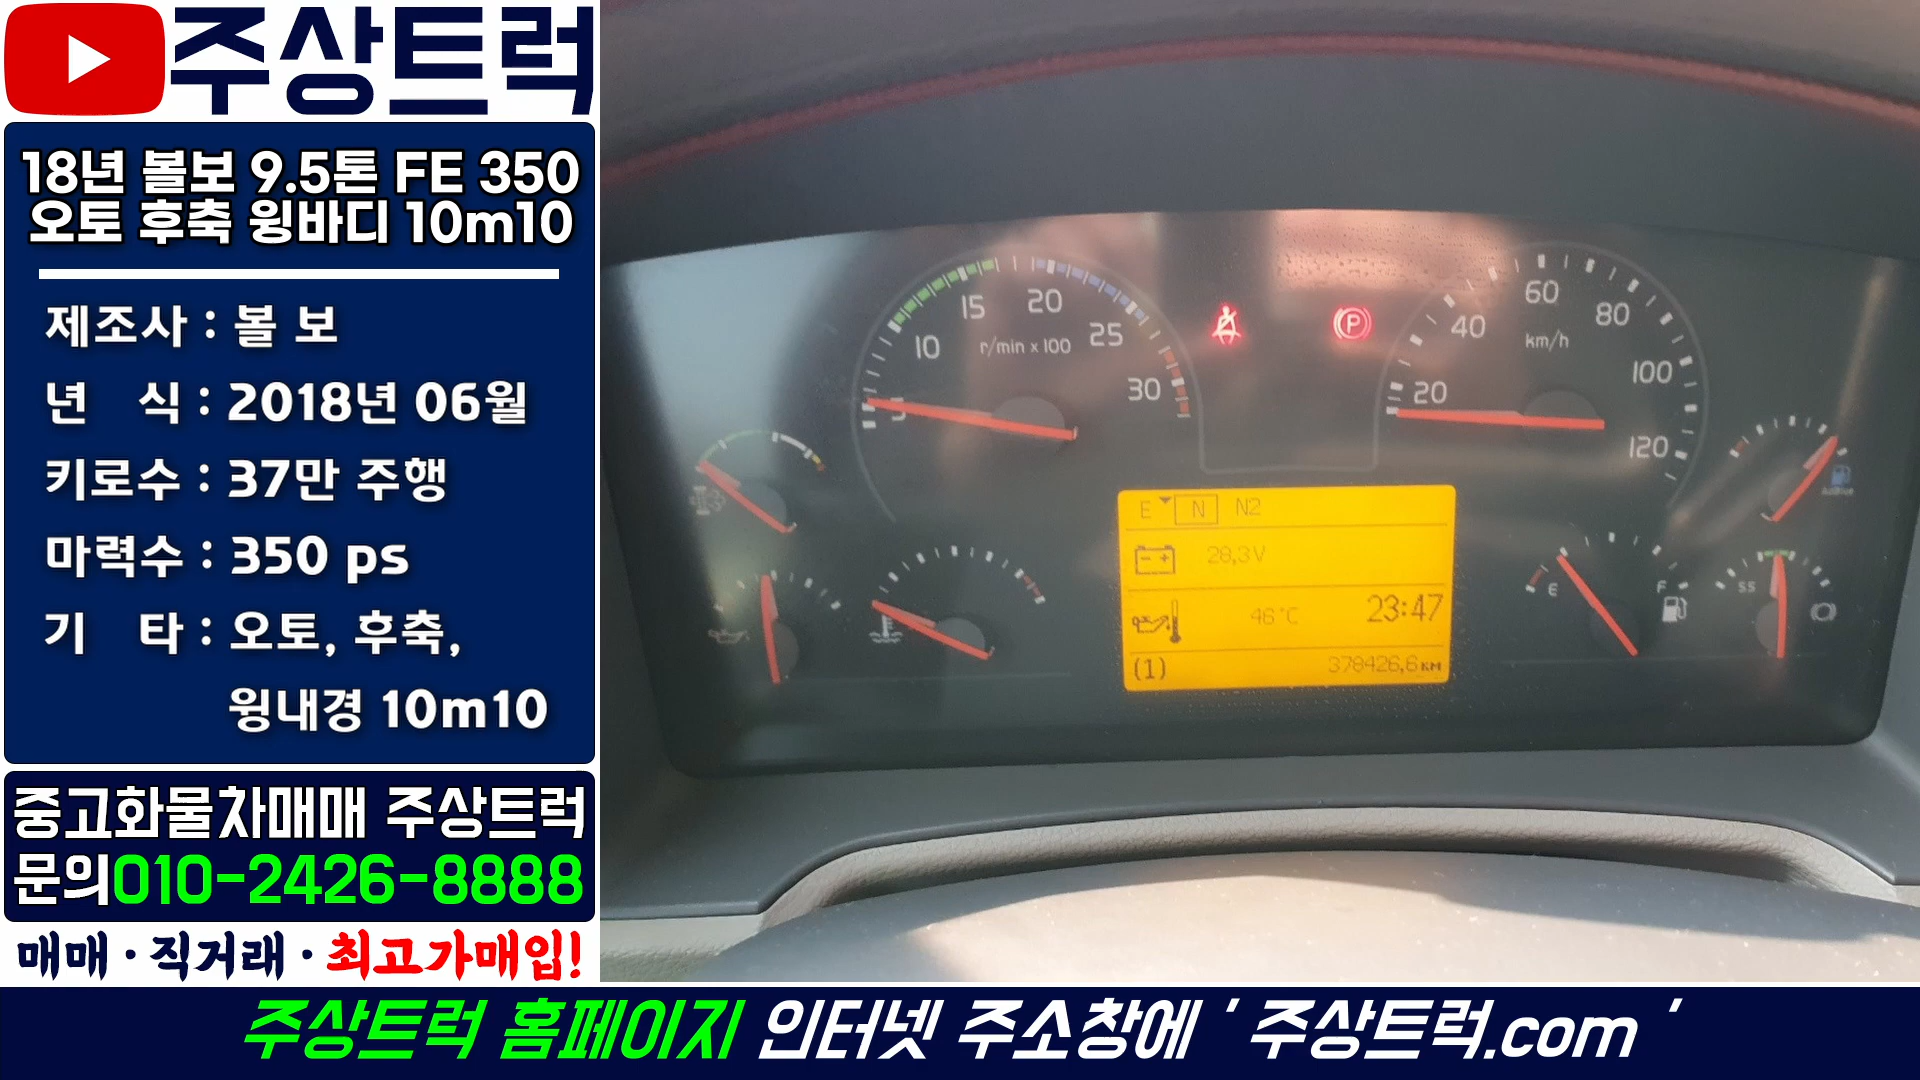 주상트럭
18년 볼보 9.5톤 FE 350
오토 후축 윙바디 10m10
제조사 : 볼 보
년 식 : 2018년 06월
키로수 : 37만 주행
마력수 : 350 ps
기 타 : 오토, 후축,
윙내경 10m10
중고화물차매매 주상트럭
문의010-2426-8888
매매 · 직거래 · 최고가매입!
10 15 20 25 30
r/min x 100
20 40 60 80 100 120
km/h
P
E N N2
28,3V
46°C 23:47
(1) 378426,6KM
AdBlue
E F
SS
주상트럭 홈페이지 인터넷 주소창에 ' 주상트럭.com '